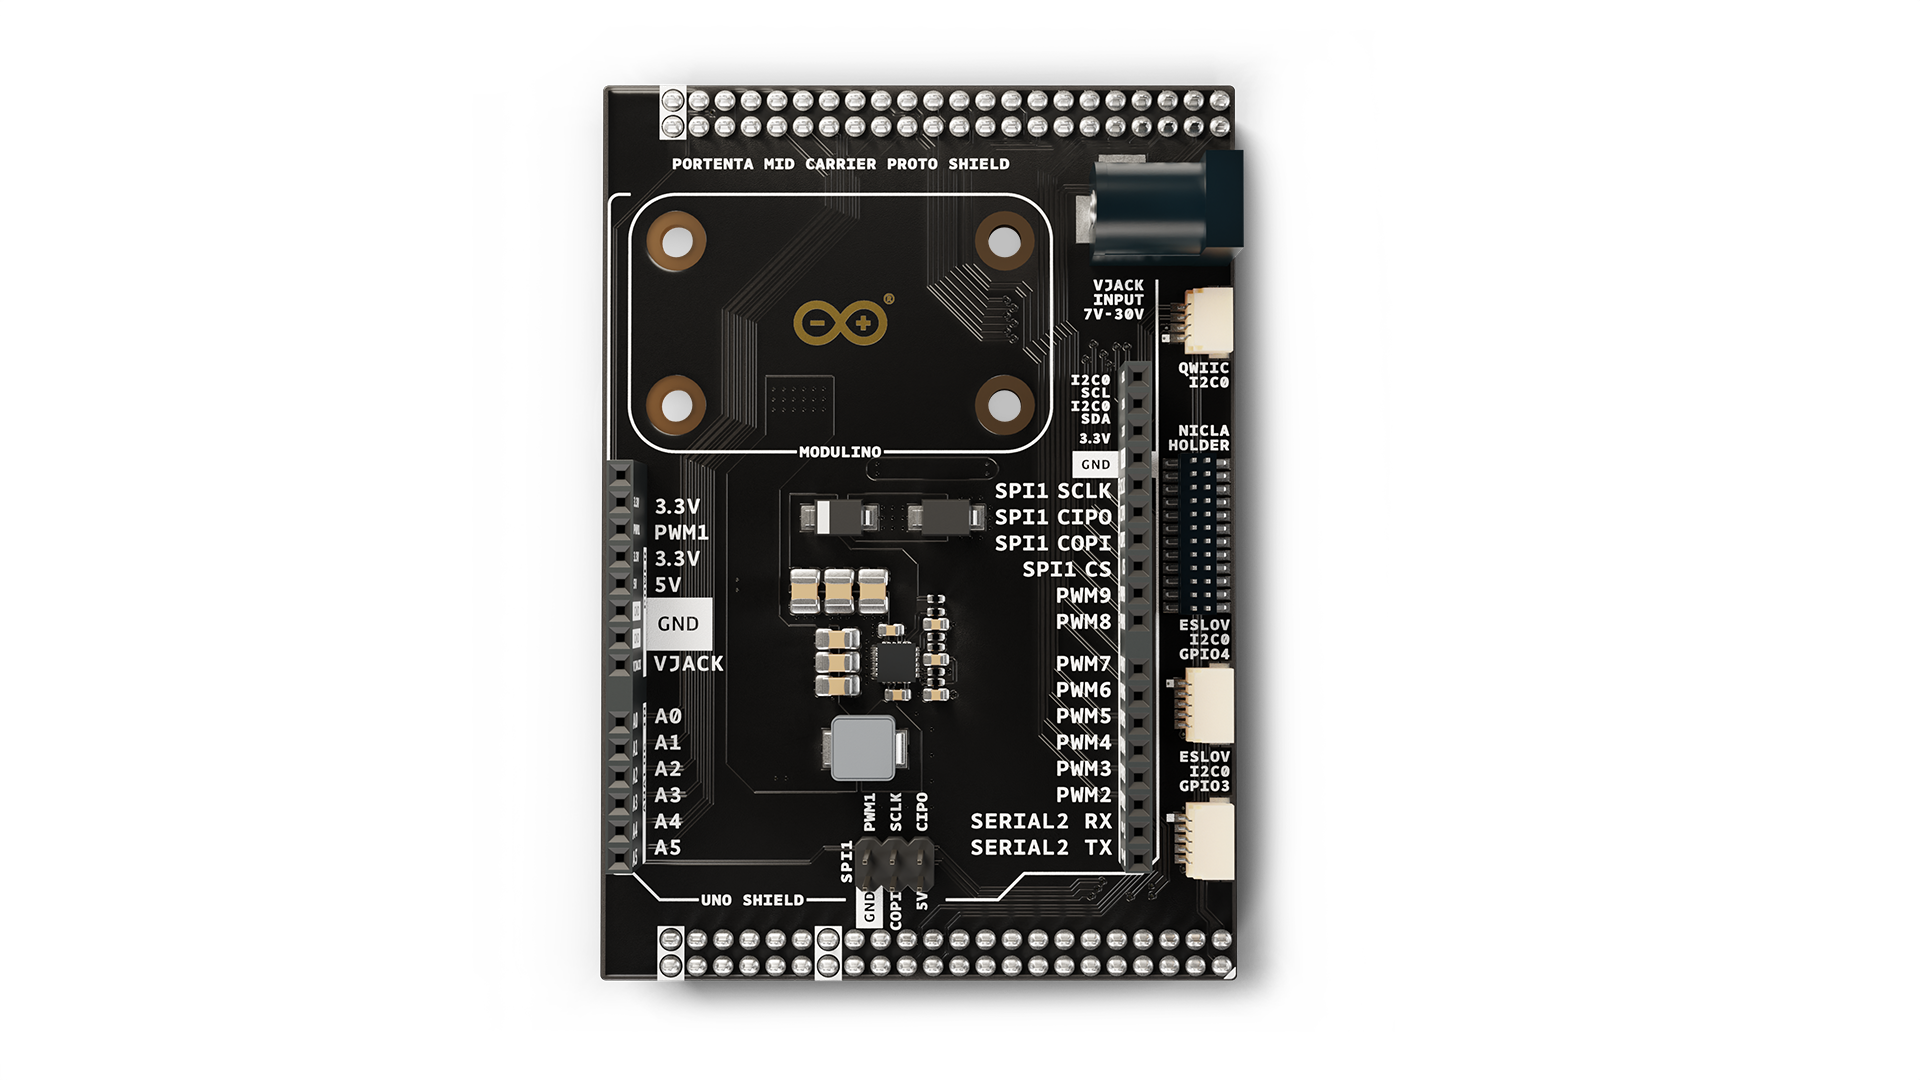 PORTENTA MID CARRIER PROTO SHIELD
®
VJACK
INPUT
7V-30V
QWIIC
I2C0
I2C0
SCL
I2C0
SDA
3.3V
GND
NICLA
HOLDER
MODULINO
3.3V
PWM1
3.3V
5V
GND
VJACK
A0
A1
A2
A3
A4
A5
SPI1 SCLK
SPI1 CIPO
SPI1 COPI
SPI1 CS
PWM9
PWM8
PWM7
PWM6
PWM5
PWM4
PWM3
PWM2
SERIAL2 RX
SERIAL2 TX
ESLOV
I2C0
GPIO4
ESLOV
I2C0
GPIO3
PWM1
SCLK
CIPO
SPI1
GND
COPI
5V
UNO SHIELD